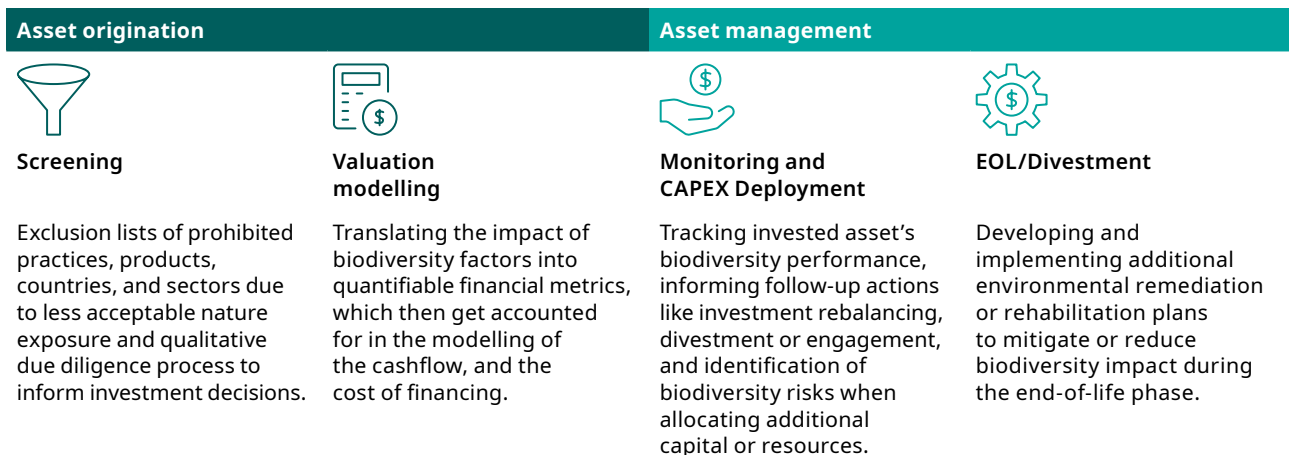 Asset origination
Asset management
$
$
$
Screening
Valuation
modelling
Monitoring and
CAPEX Deployment
EOL/Divestment
Exclusion lists of prohibited
practices, products,
countries, and sectors due
to less acceptable nature
exposure and qualitative
due diligence process to
inform investment decisions.
Translating the impact of
biodiversity factors into
quantifiable financial metrics,
which then get accounted
for in the modelling of
the cashflow, and the
cost of financing.
Tracking invested asset’s
biodiversity performance,
informing follow-up actions
like investment rebalancing,
divestment or engagement,
and identification of
biodiversity risks when
allocating additional
capital or resources.
Developing and
implementing additional
environmental remediation
or rehabilitation plans
to mitigate or reduce
biodiversity impact during
the end-of-life phase.